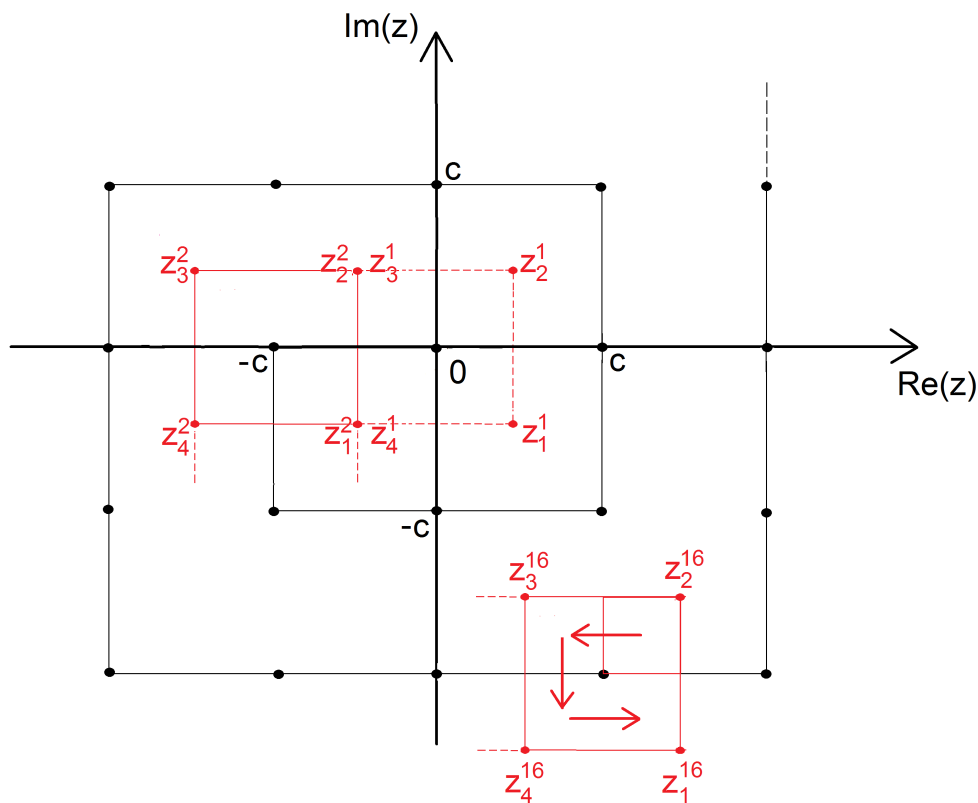 Im(z)
c
z₃² z₂² z₃¹ z₂¹
-c 0 c
Re(z)
z₄² z₁² z₄¹ z₁¹
-c
z₃¹⁶ z₂¹⁶
z₄¹⁶ z₁¹⁶